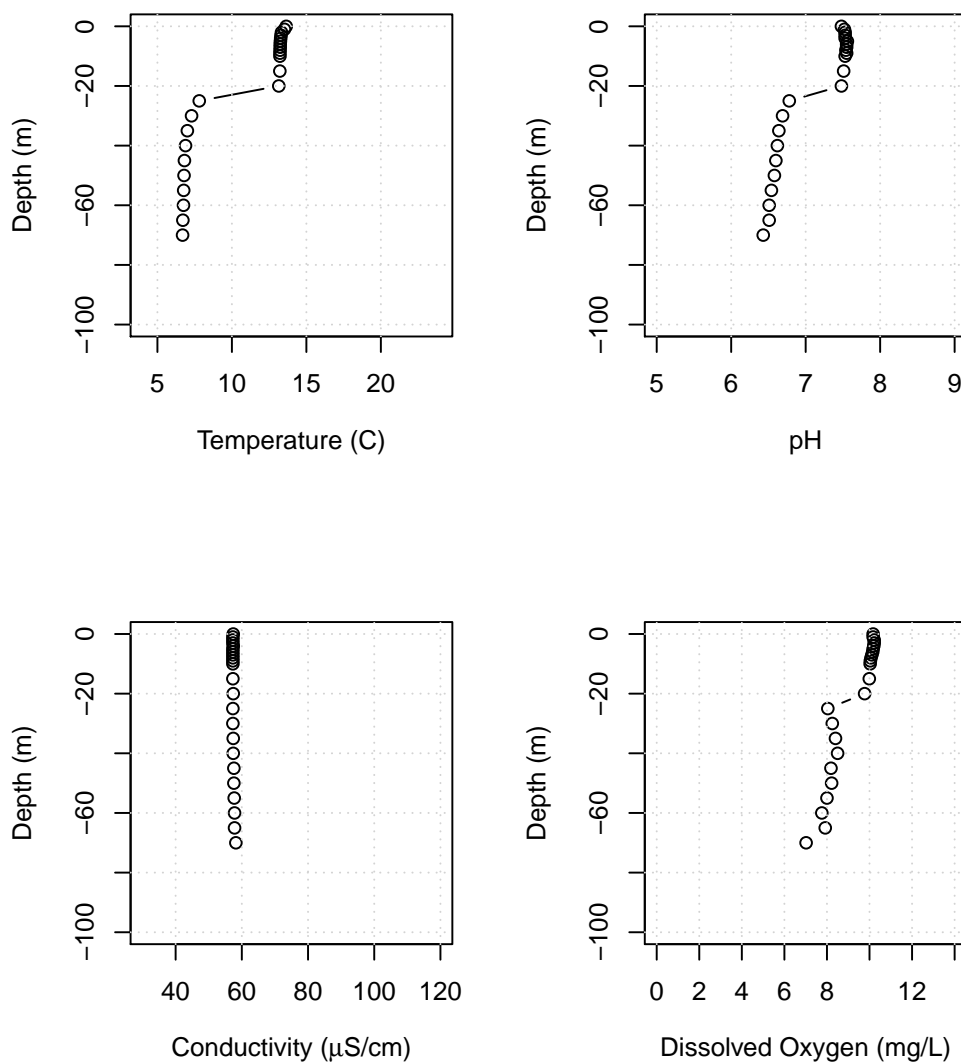 0
−20
−60
−100
Depth (m)
5 10 15 20
Temperature (C)
0
−20
−60
−100
Depth (m)
5 6 7 8 9
pH
0
−20
−60
−100
Depth (m)
40 60 80 100 120
Conductivity (μS/cm)
0
−20
−60
−100
Depth (m)
0 2 4 6 8 12
Dissolved Oxygen (mg/L)